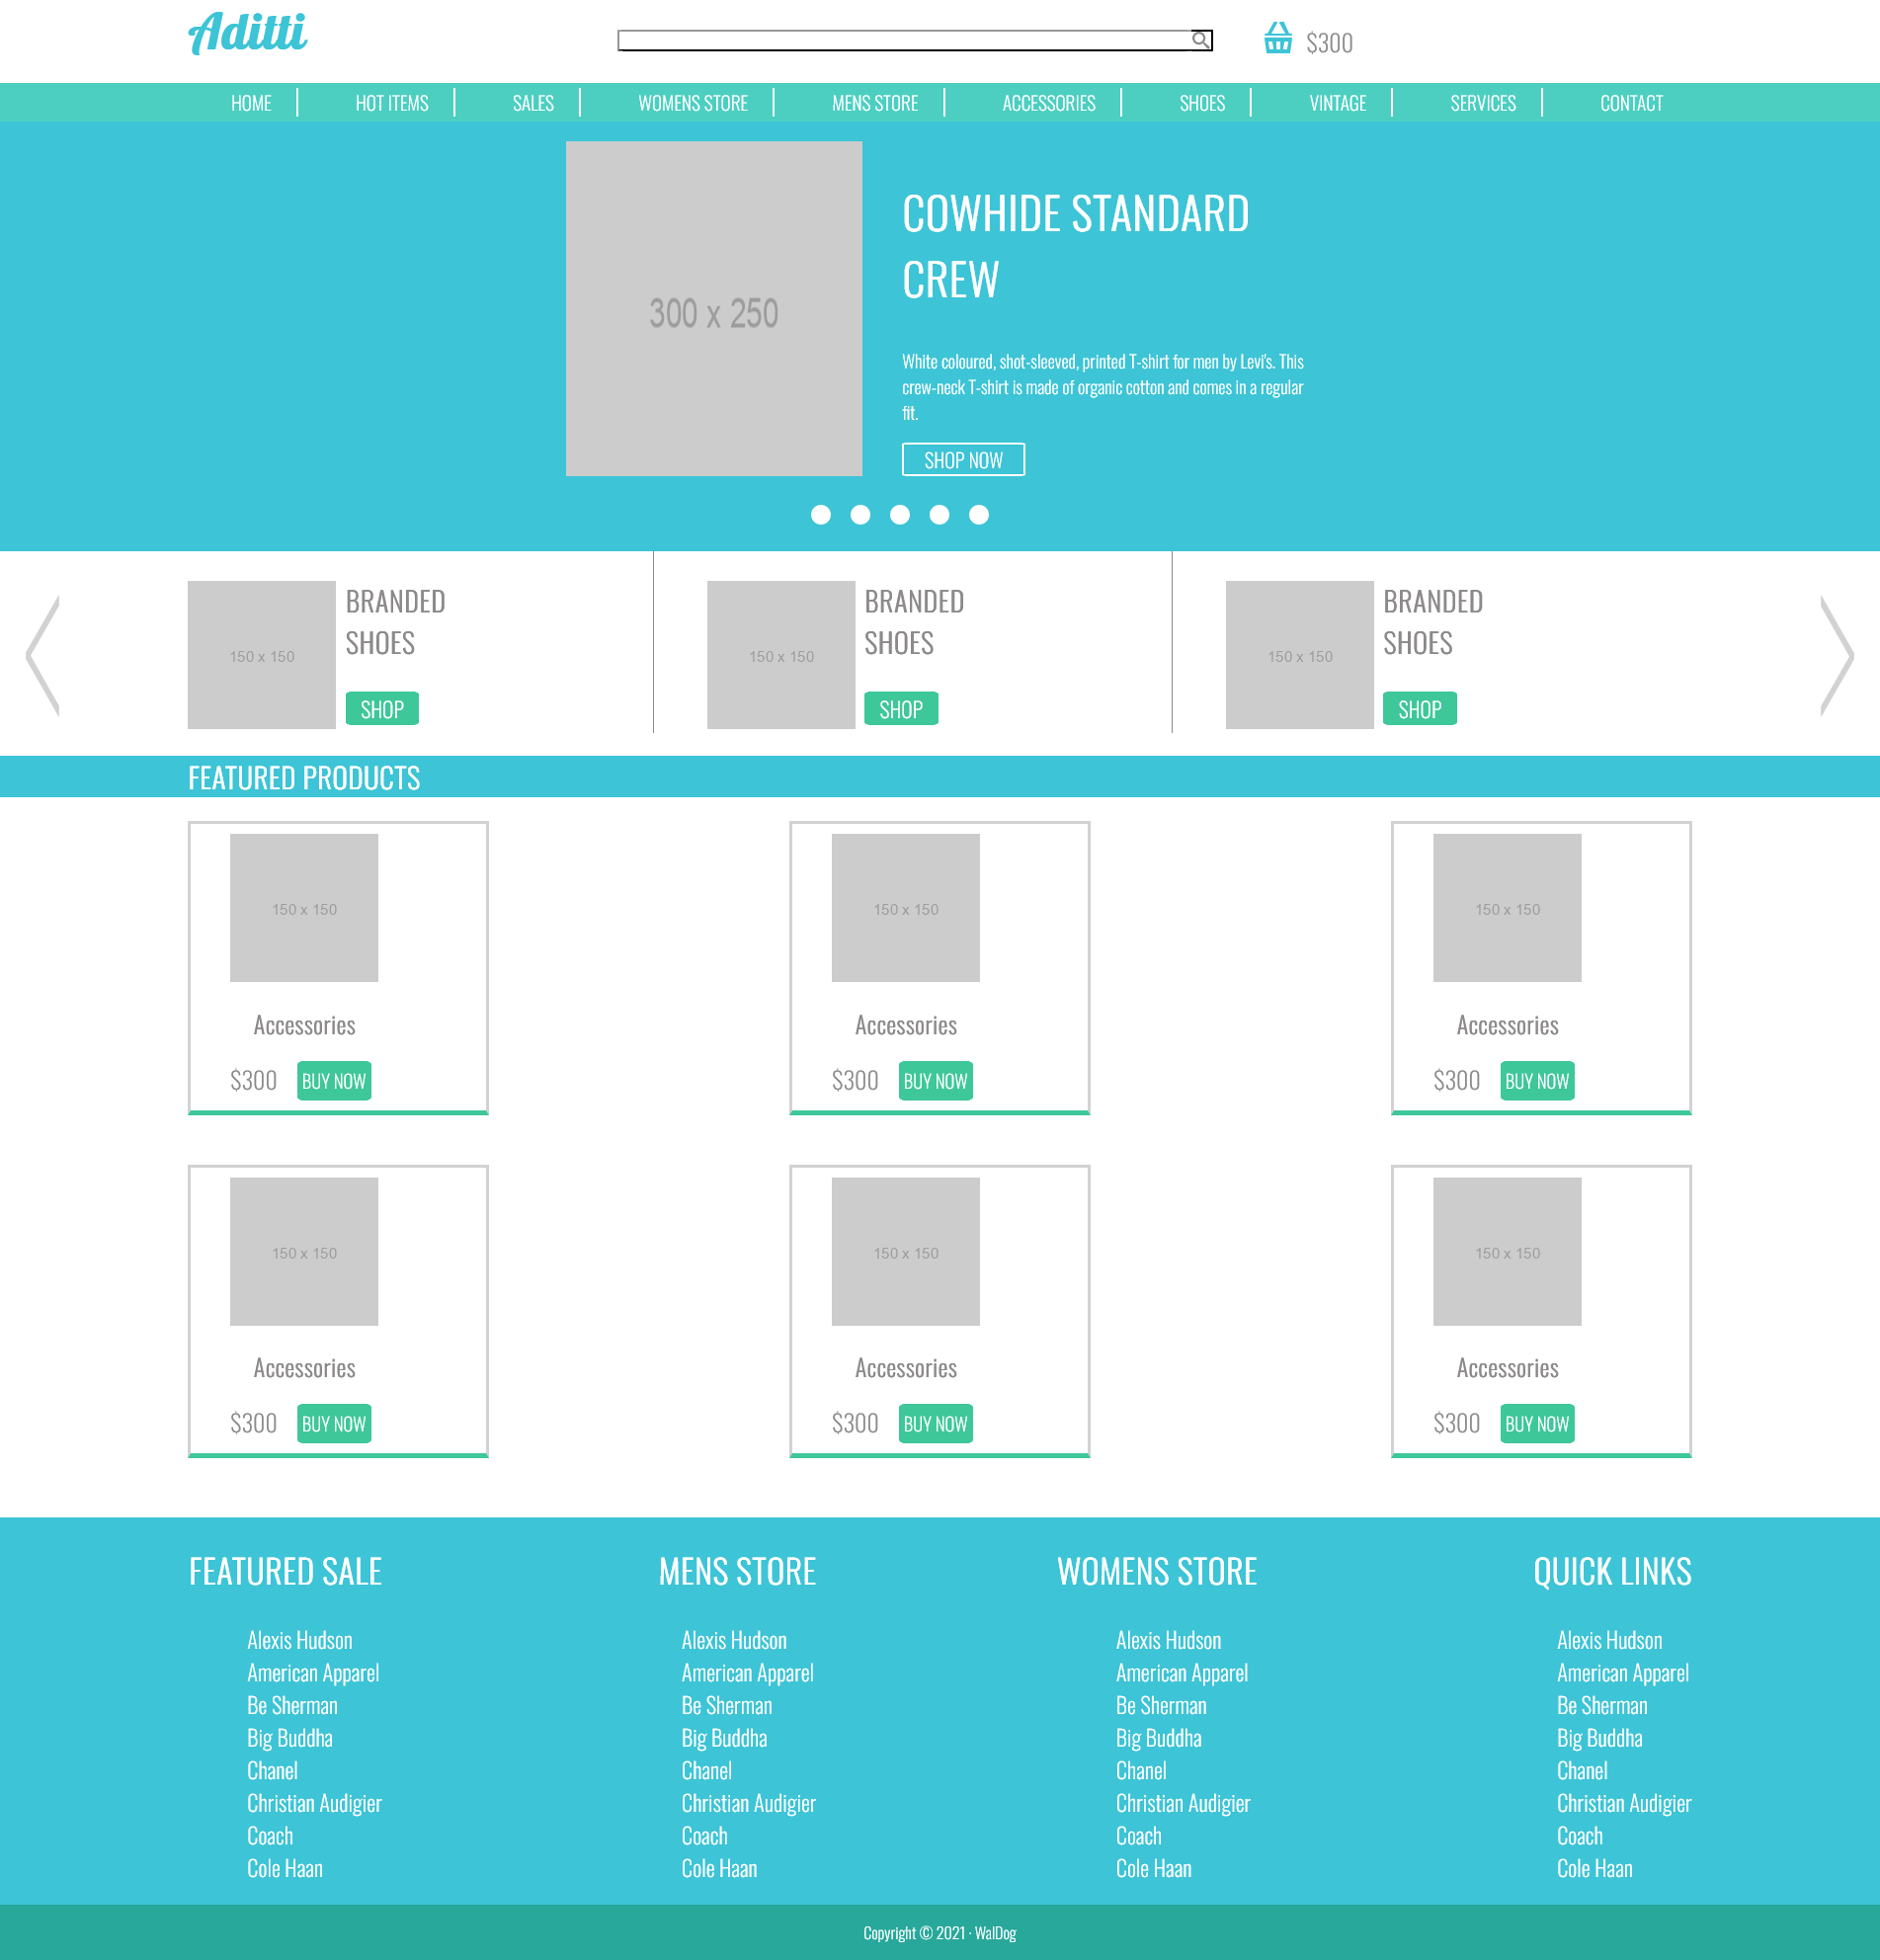 Aditti
$300
HOME
HOT ITEMS
SALES
WOMENS STORE
MENS STORE
ACCESSORIES
SHOES
VINTAGE
SERVICES
CONTACT
300 x 250
COWHIDE STANDARD
CREW
White coloured, shot-sleeved, printed T-shirt for men by Levi's. This
crew-neck T-shirt is made of organic cotton and comes in a regular
fit.
SHOP NOW
150 x 150
BRANDED
SHOES
SHOP
150 x 150
BRANDED
SHOES
SHOP
150 x 150
BRANDED
SHOES
SHOP
FEATURED PRODUCTS
150 x 150
Accessories
$300
BUY NOW
150 x 150
Accessories
$300
BUY NOW
150 x 150
Accessories
$300
BUY NOW
150 x 150
Accessories
$300
BUY NOW
150 x 150
Accessories
$300
BUY NOW
150 x 150
Accessories
$300
BUY NOW
FEATURED SALE
Alexis Hudson
American Apparel
Be Sherman
Big Buddha
Chanel
Christian Audigier
Coach
Cole Haan
MENS STORE
Alexis Hudson
American Apparel
Be Sherman
Big Buddha
Chanel
Christian Audigier
Coach
Cole Haan
WOMENS STORE
Alexis Hudson
American Apparel
Be Sherman
Big Buddha
Chanel
Christian Audigier
Coach
Cole Haan
QUICK LINKS
Alexis Hudson
American Apparel
Be Sherman
Big Buddha
Chanel
Christian Audigier
Coach
Cole Haan
Copyright © 2021 · WalDog